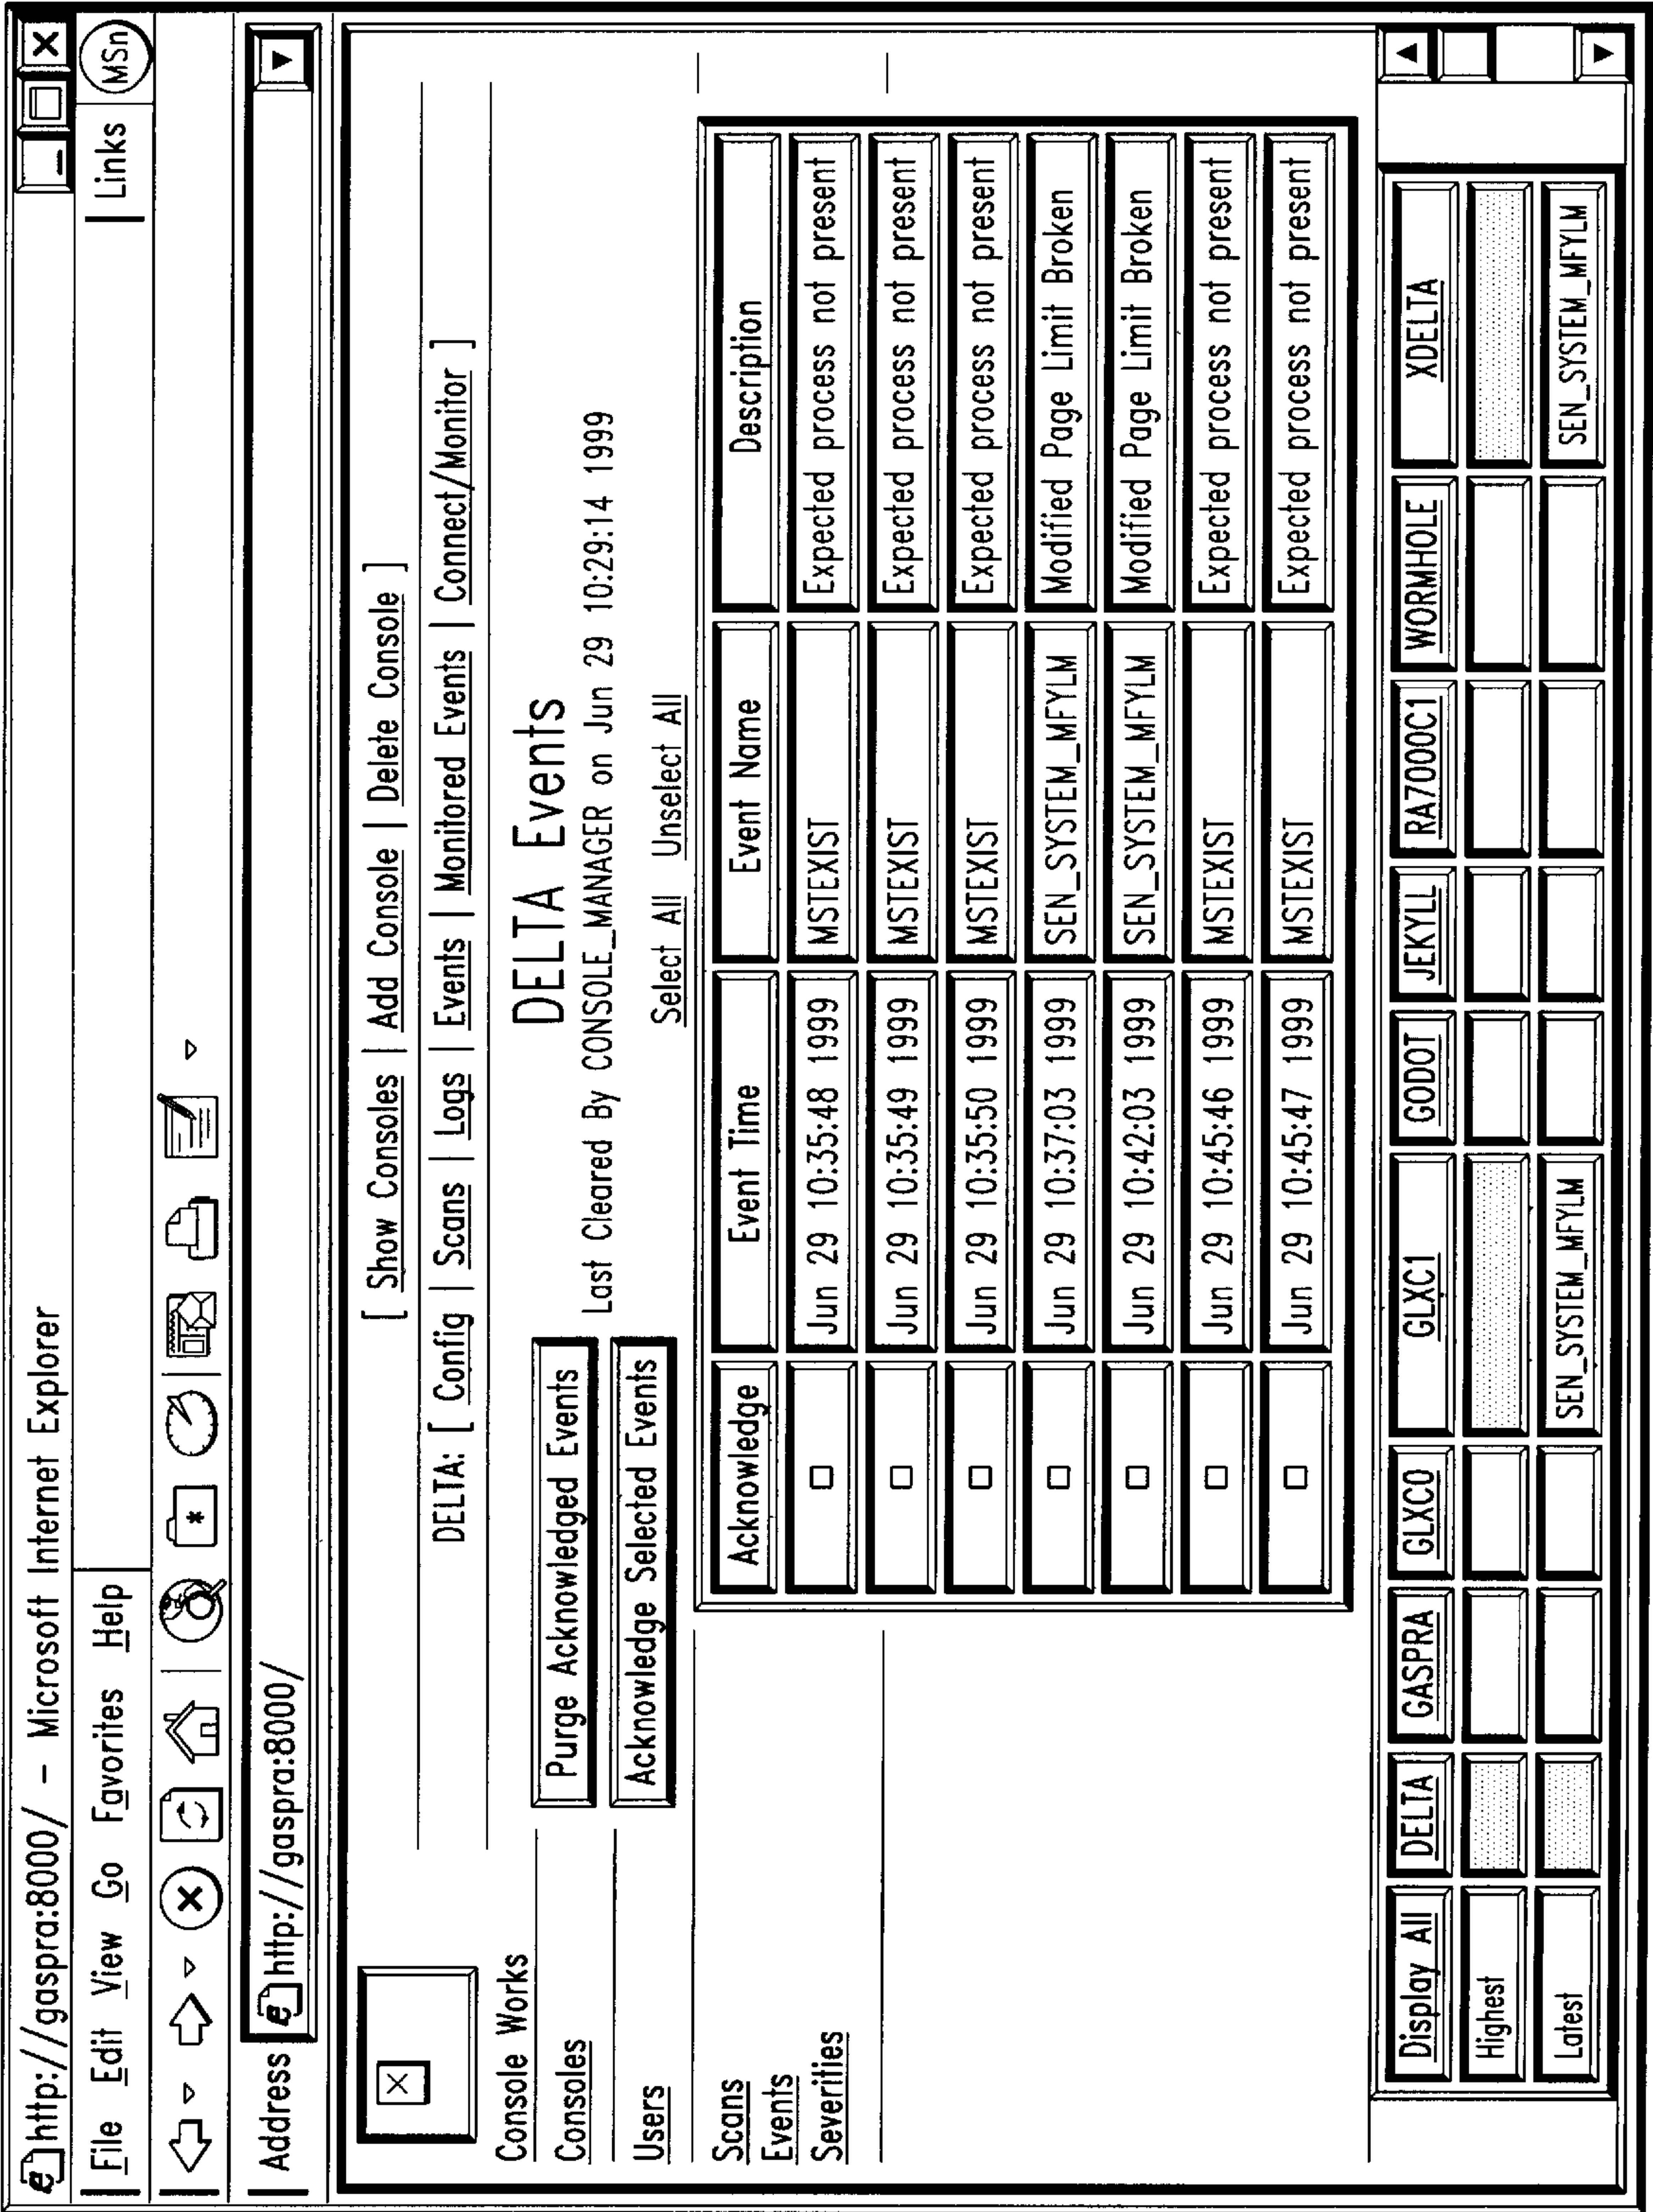 http://gaspra:8000/ – Microsoft Internet Explorer
File Edit View Go Favorites Help
Links
MSn
Address http://gaspra:8000/
[ Show Consoles | Add Console | Delete Console ]
DELTA: [ Config | Scans | Logs | Events | Monitored Events | Connect/Monitor ]
Console Works
Consoles
Users
Scans
Events
Severities
DELTA Events
Purge Acknowledged Events
Last Cleared By CONSOLE_MANAGER on Jun 29 10:29:14 1999
Acknowledge Selected Events
Select All Unselect All
Acknowledge Event Time Event Name Description
Jun 29 10:35:48 1999 MSTEXIST Expected process not present
Jun 29 10:35:49 1999 MSTEXIST Expected process not present
Jun 29 10:35:50 1999 MSTEXIST Expected process not present
Jun 29 10:37:03 1999 SEN_SYSTEM_MFYLM Modified Page Limit Broken
Jun 29 10:42:03 1999 SEN_SYSTEM_MFYLM Modified Page Limit Broken
Jun 29 10:45:46 1999 MSTEXIST Expected process not present
Jun 29 10:45:47 1999 MSTEXIST Expected process not present
Display All DELTA GASPRA GLXC0 GLXC1 GODOT JEKYLL RA7000C1 WORMHOLE XDELTA
Highest
Latest SEN_SYSTEM_MFYLM SEN_SYSTEM_MFYLM